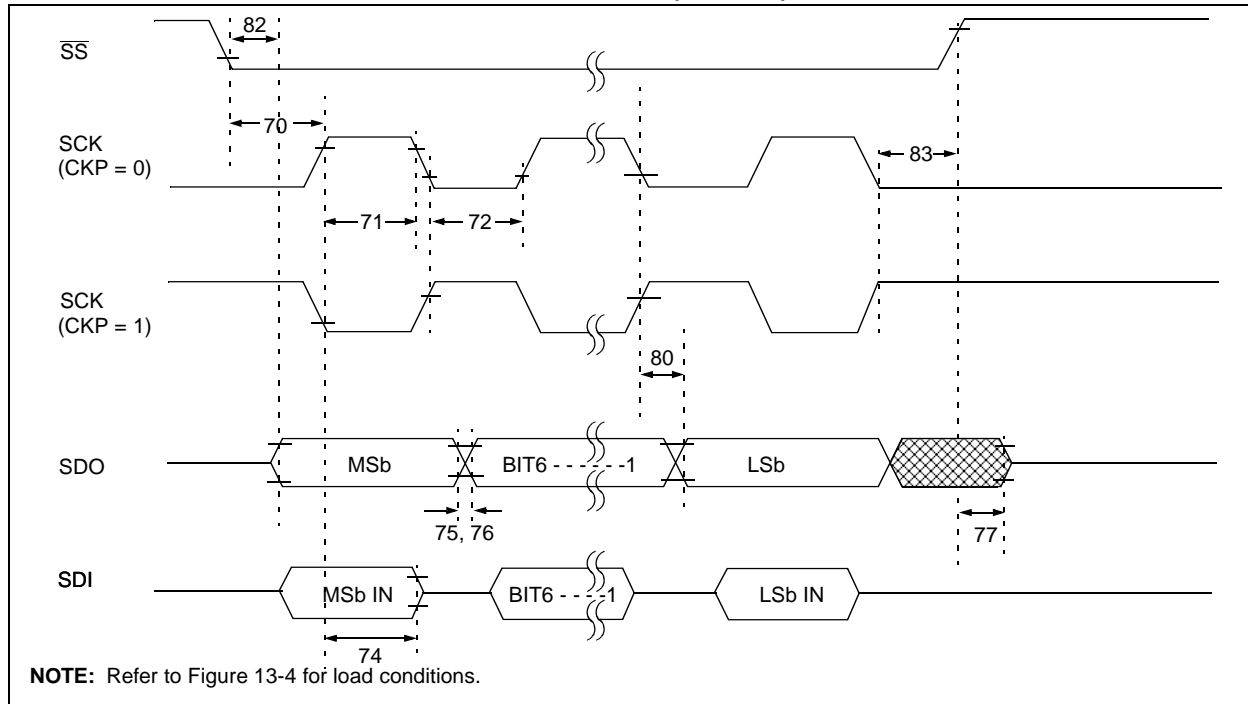 82
SS
70
SCK
(CKP = 0)
83
71
72
SCK
(CKP = 1)
80
SDO
MSb
BIT6 - - - - - -1
LSb
75, 76
77
SDI
MSb IN
BIT6 - - - -1
LSb IN
74
NOTE: Refer to Figure 13-4 for load conditions.